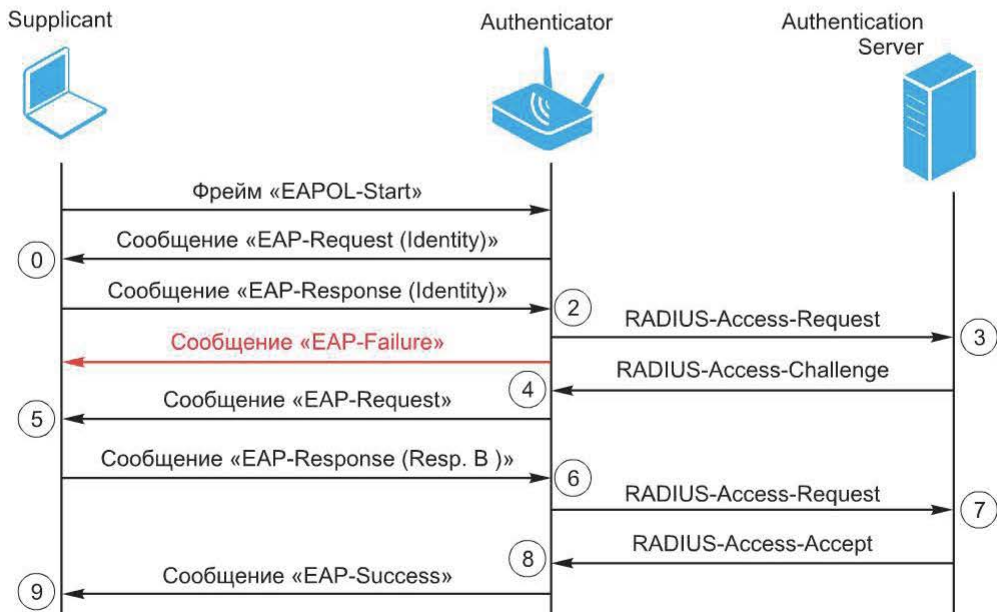 Supplicant
Authenticator
Authentication
Server
Фрейм «EAPOL-Start»
Сообщение «EAP-Request (Identity)»
0
Сообщение «EAP-Response (Identity)»
2
RADIUS-Access-Request
3
Сообщение «EAP-Failure»
RADIUS-Access-Challenge
4
Сообщение «EAP-Request»
5
Сообщение «EAP-Response (Resp. B )»
6
RADIUS-Access-Request
7
RADIUS-Access-Accept
8
Сообщение «EAP-Success»
9